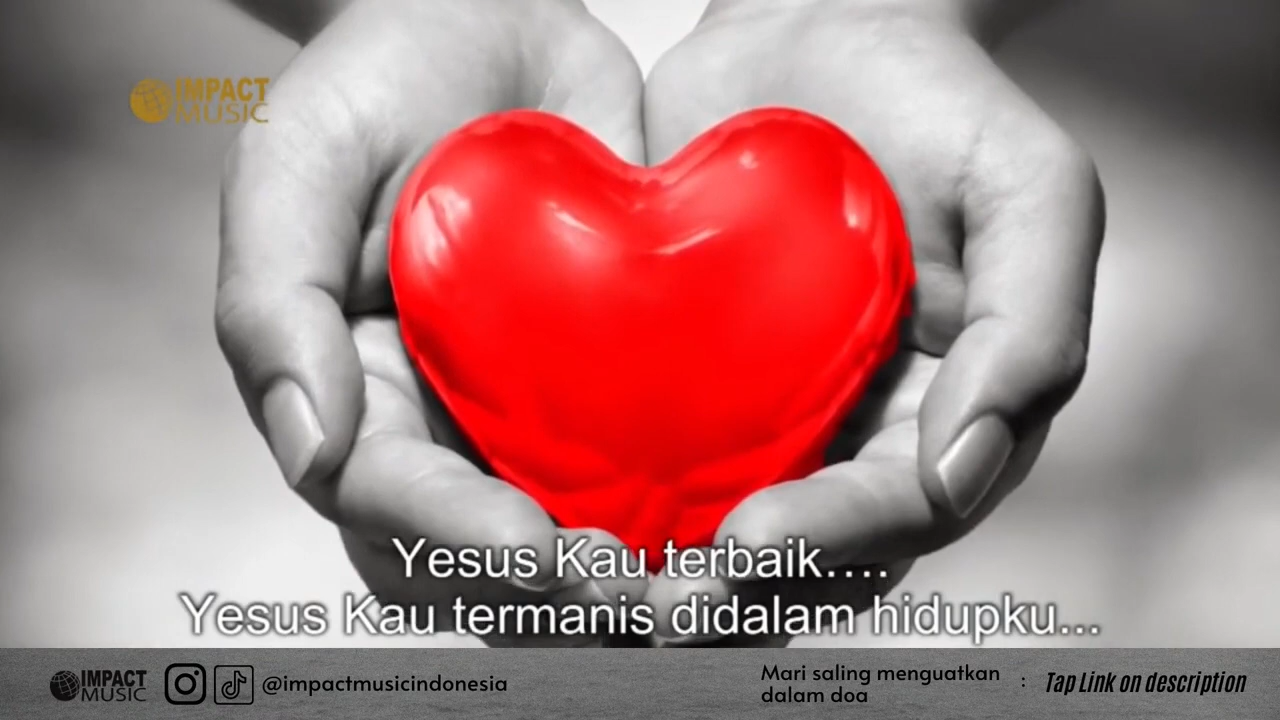 IMPACT
MUSIC
Yesus Kau terbaik....
Yesus Kau termanis didalam hidupku...
IMPACT
MUSIC
@impactmusicindonesia
Mari saling menguatkan
dalam doa
:
Tap Link on description